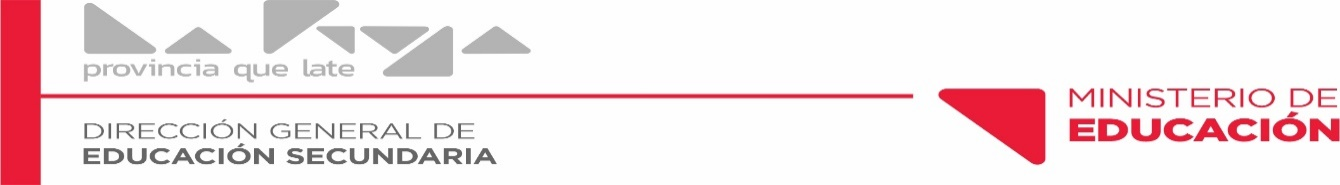 provincia que late
DIRECCIÓN GENERAL DE
EDUCACIÓN SECUNDARIA
MINISTERIO DE
EDUCACIÓN